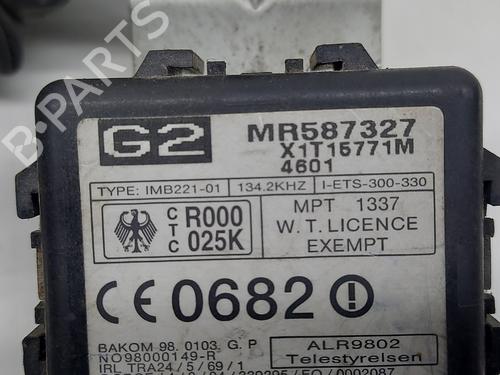 B-PARTS
G2
MR587327
X1T15771M
4601
TYPE: IMB221-01 134.2KHZ I-ETS-300-330
CTC R000 025K
MPT 1337
W. T. LICENCE
EXEMPT
CE 0682
BAKOM 98. 0103. G. P
NO98000149-R
IRL TRA24/5/69/1
ALR9802
Telestyrelsen